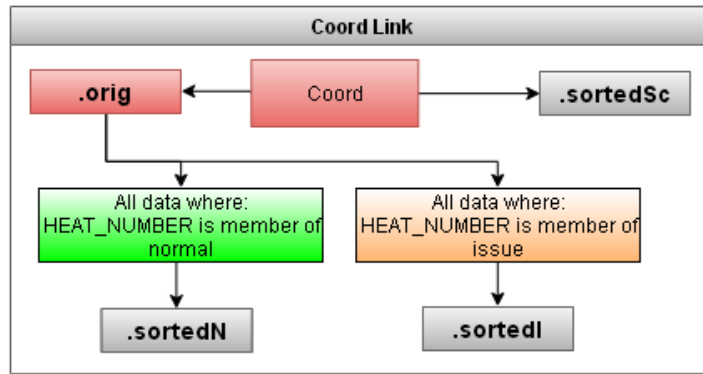 Coord Link
.orig
Coord
.sortedSc
All data where:
HEAT_NUMBER is member of
normal
All data where:
HEAT_NUMBER is member of
issue
.sortedN
.sortedI